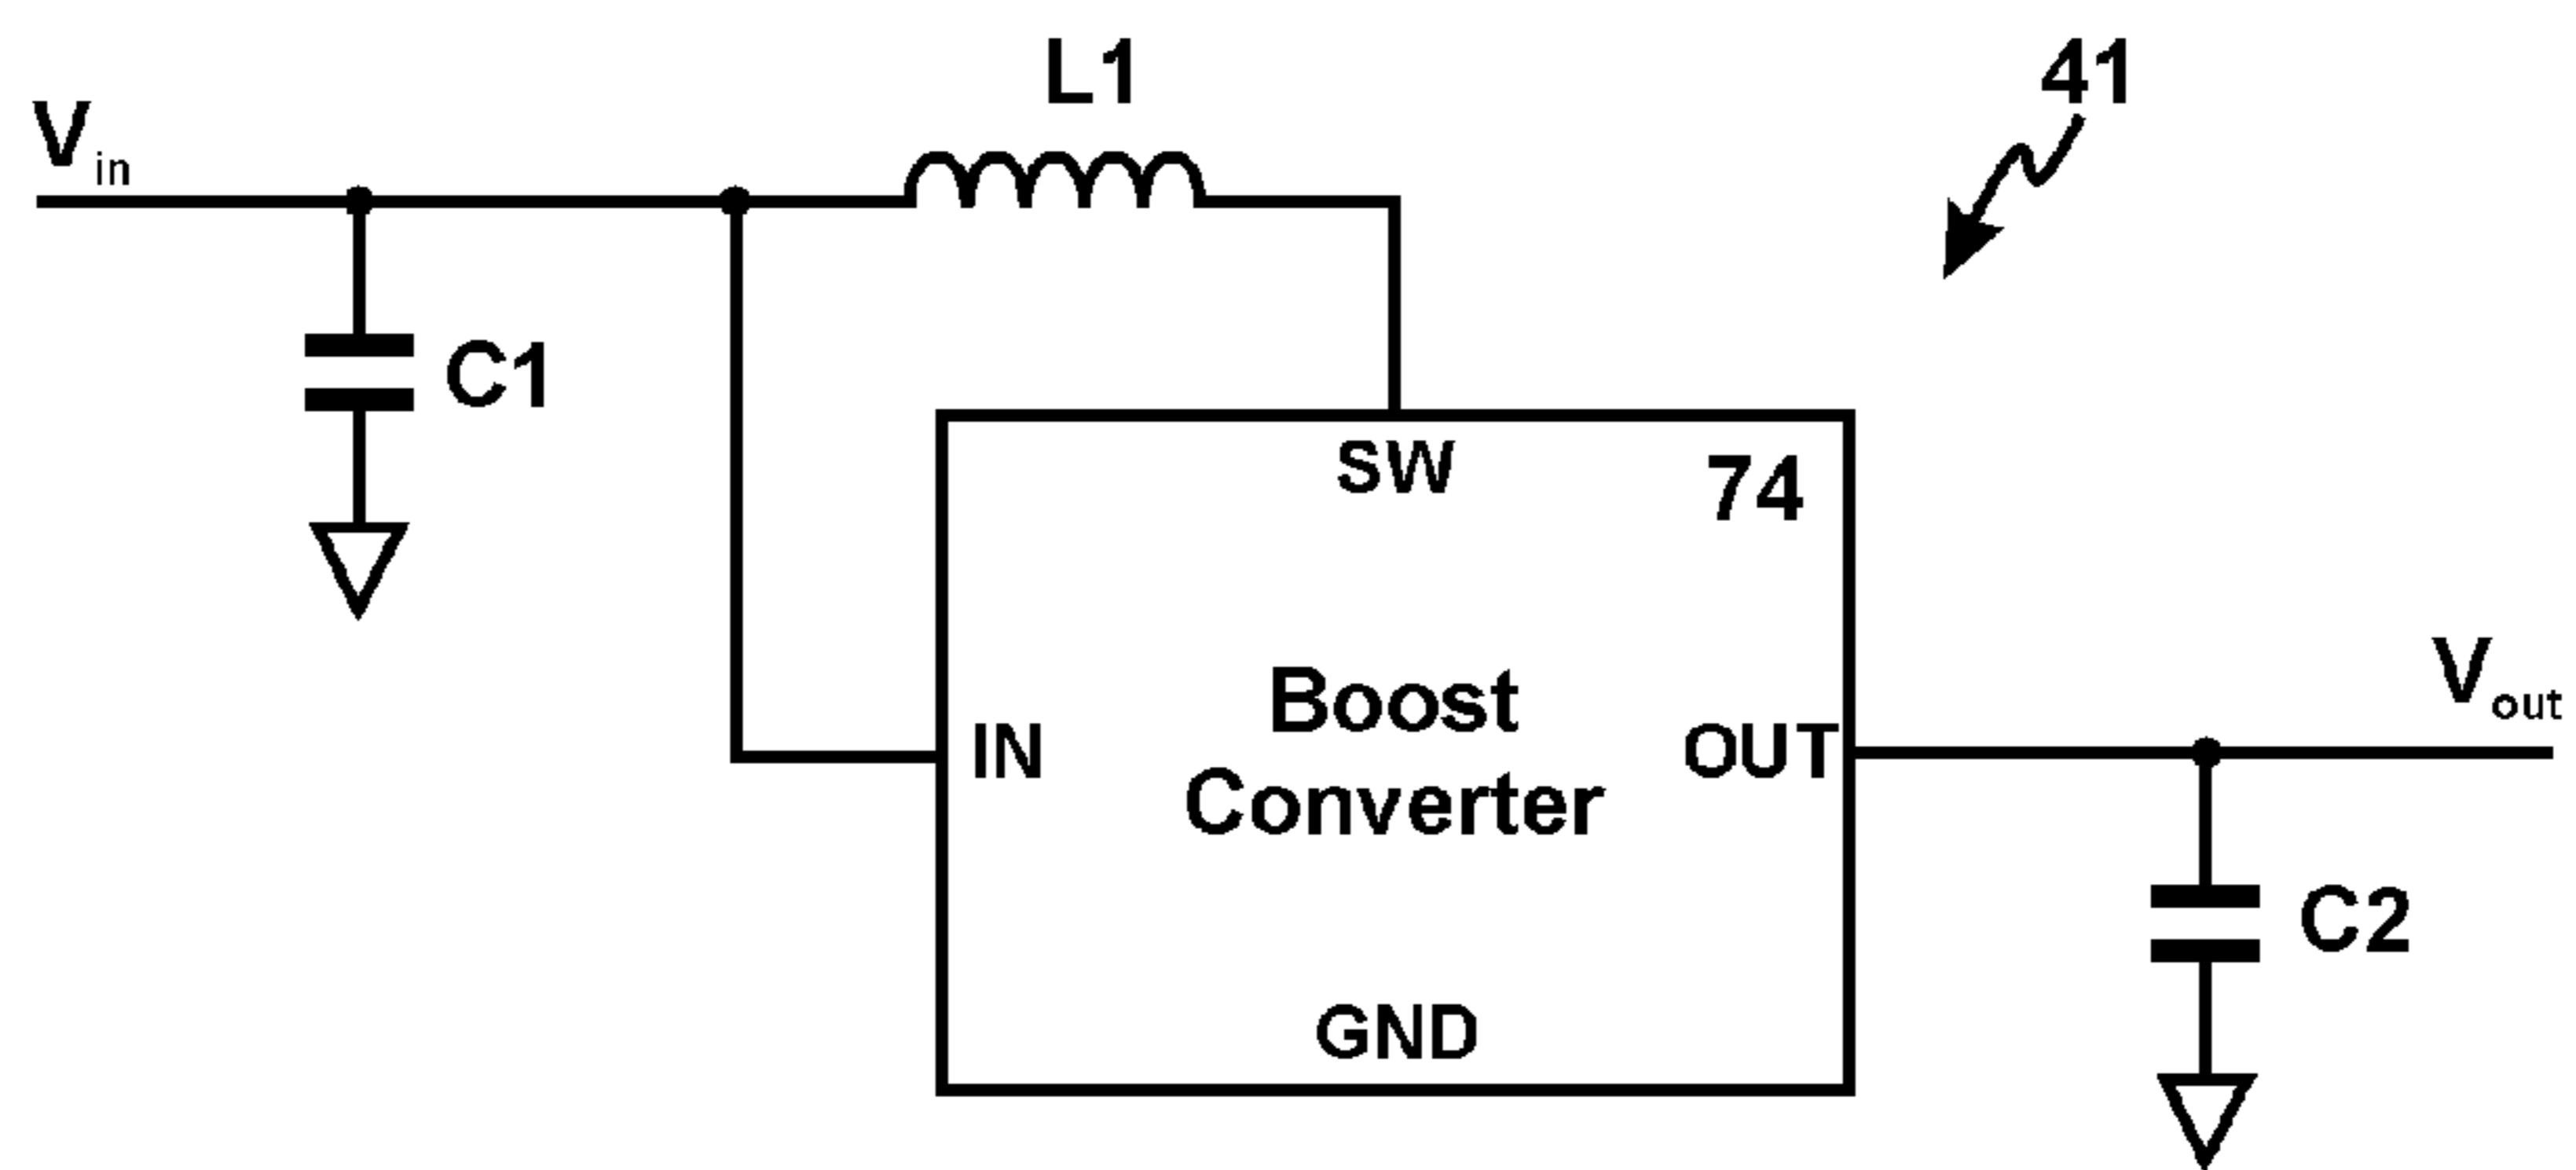 L1
41
Vin
C1
SW
74
Boost
Converter
IN
OUT
Vout
C2
GND